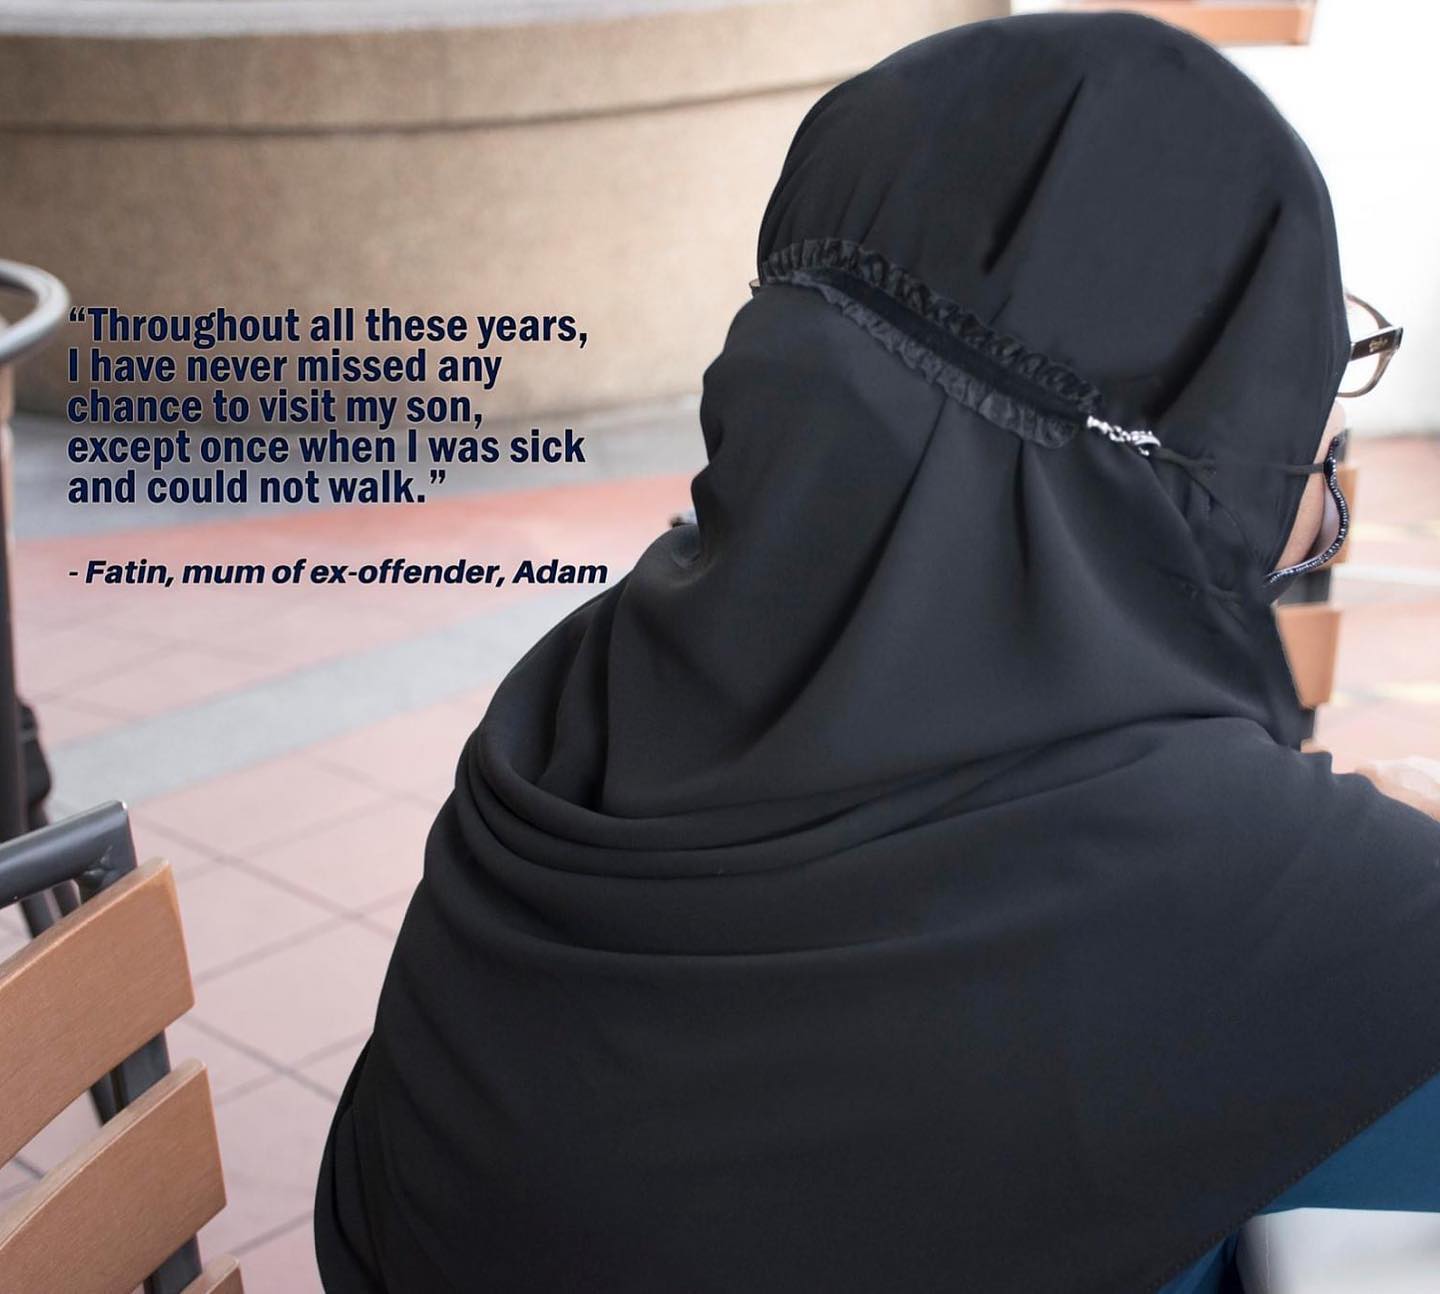 “Throughout all these years,
I have never missed any
chance to visit my son,
except once when I was sick
and could not walk.”
- Fatin, mum of ex-offender, Adam